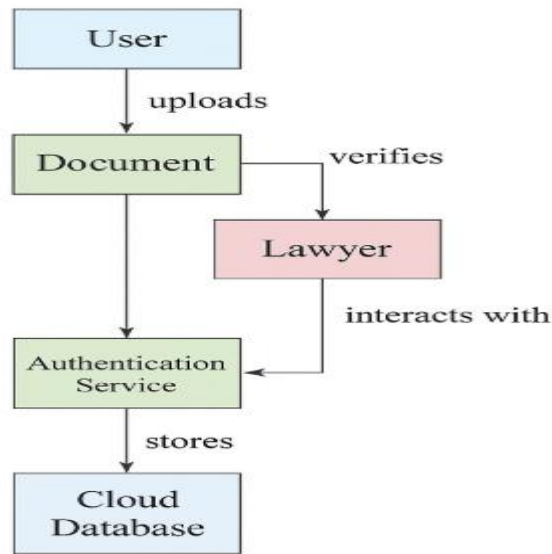 User
uploads
Document
verifies
Lawyer
interacts with
Authentication
Service
stores
Cloud
Database